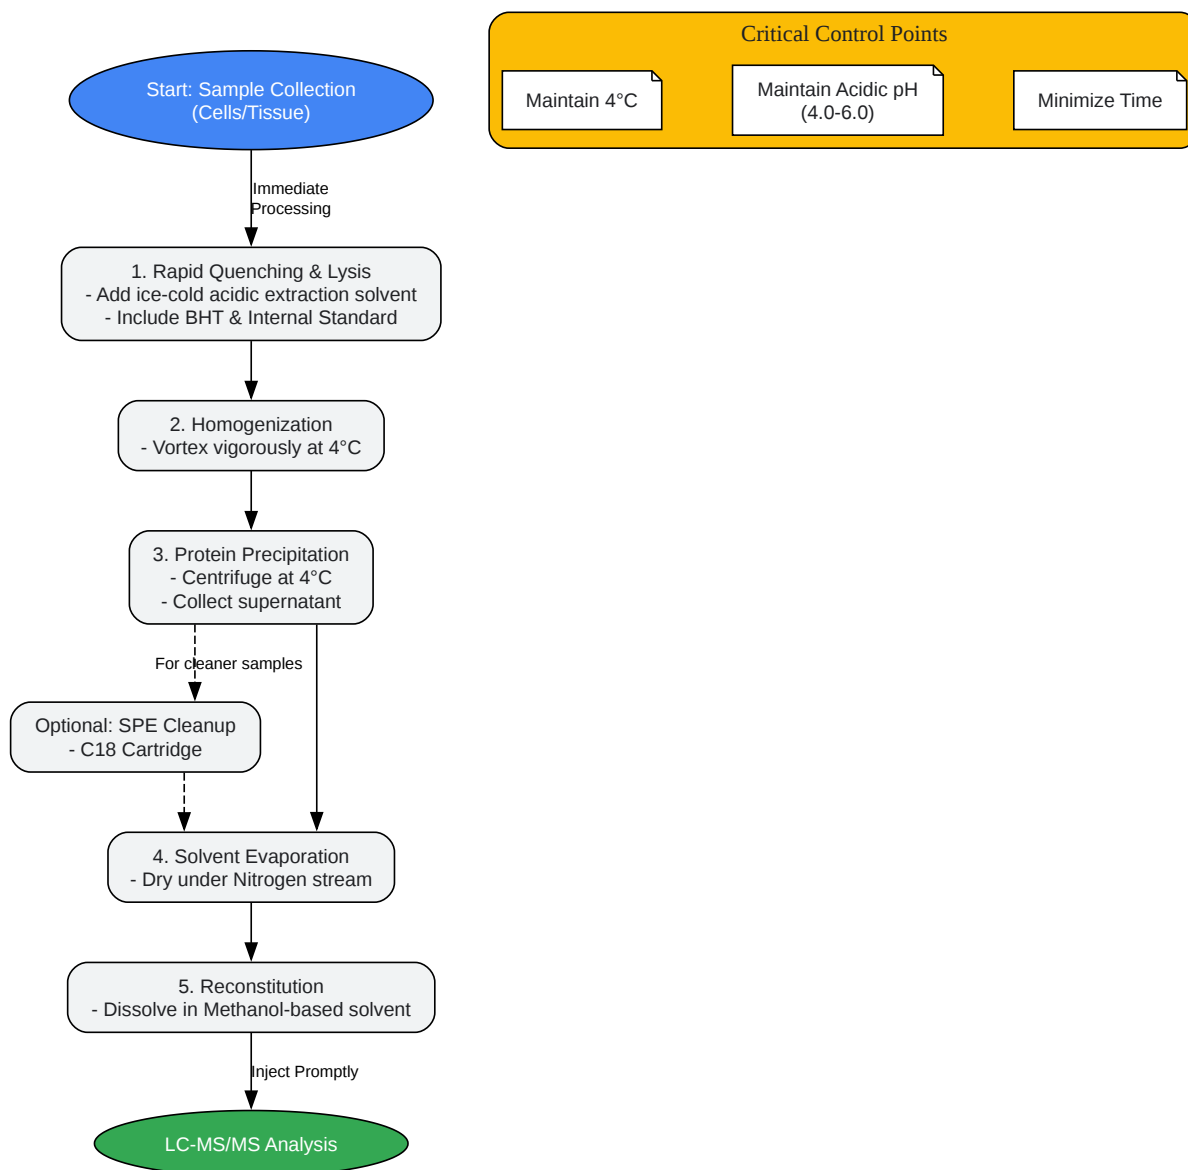 Start: Sample Collection
(Cells/Tissue)
Critical Control Points
Maintain 4°C
Maintain Acidic pH
(4.0-6.0)
Minimize Time
Immediate
Processing
1. Rapid Quenching & Lysis
- Add ice-cold acidic extraction solvent
- Include BHT & Internal Standard
2. Homogenization
- Vortex vigorously at 4°C
3. Protein Precipitation
- Centrifuge at 4°C
- Collect supernatant
For cleaner samples
Optional: SPE Cleanup
- C18 Cartridge
4. Solvent Evaporation
- Dry under Nitrogen stream
5. Reconstitution
- Dissolve in Methanol-based solvent
Inject Promptly
LC-MS/MS Analysis